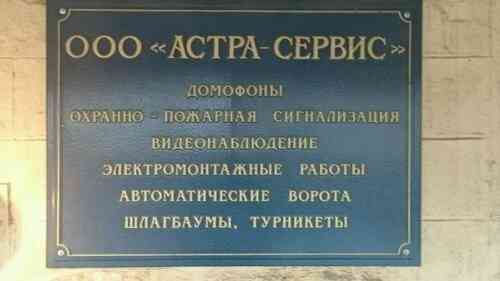 ООО «АСТРА-СЕРВИС»
ДОМОФОНЫ
ОХРАННО - ПОЖАРНАЯ СИГНАЛИЗАЦИЯ
ВИДЕОНАБЛЮДЕНИЕ
ЭЛЕКТРОМОНТАЖНЫЕ РАБОТЫ
АВТОМАТИЧЕСКИЕ ВОРОТА
ШЛАГБАУМЫ, ТУРНИКЕТЫ